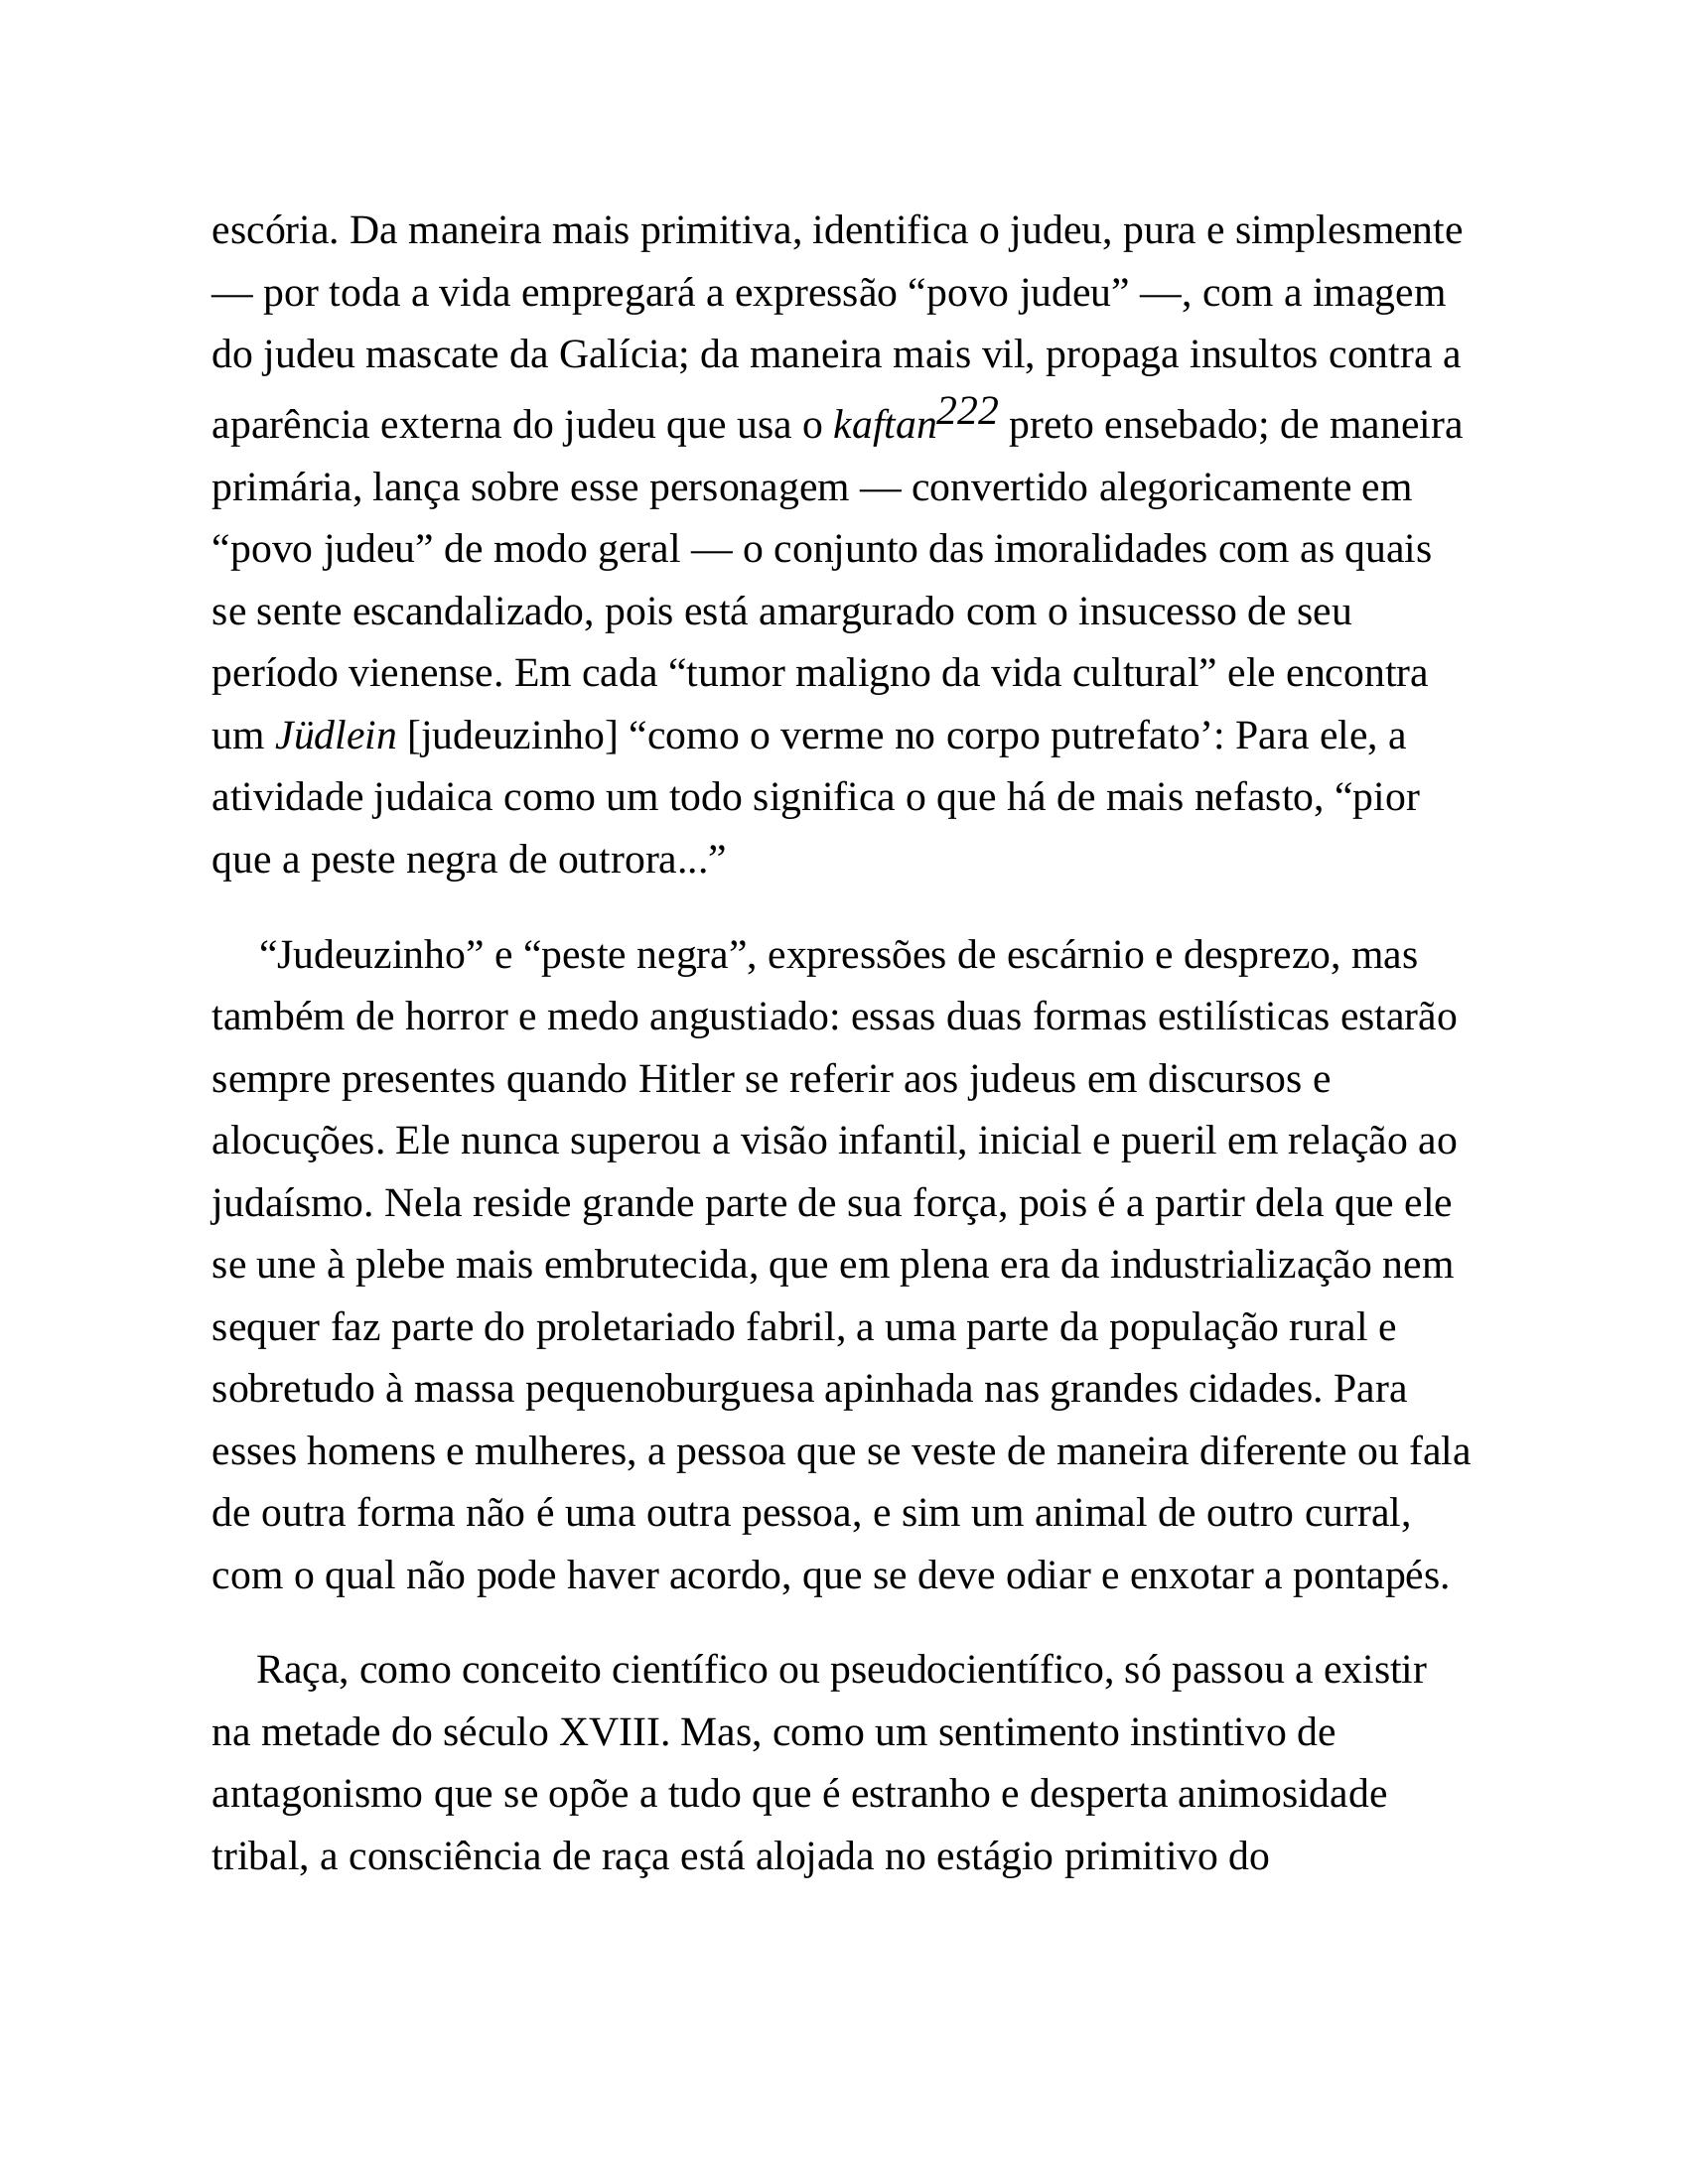 escória. Da maneira mais primitiva, identifica o judeu, pura e simplesmente
— por toda a vida empregará a expressão “povo judeu” —, com a imagem
do judeu mascate da Galícia; da maneira mais vil, propaga insultos contra a
aparência externa do judeu que usa o kaftan222 preto ensebado; de maneira
primária, lança sobre esse personagem — convertido alegoricamente em
“povo judeu” de modo geral — o conjunto das imoralidades com as quais
se sente escandalizado, pois está amargurado com o insucesso de seu
período vienense. Em cada “tumor maligno da vida cultural” ele encontra
um Jüdlein [judeuzinho] “como o verme no corpo putrefato’: Para ele, a
atividade judaica como um todo significa o que há de mais nefasto, “pior
que a peste negra de outrora...”
“Judeuzinho” e “peste negra”, expressões de escárnio e desprezo, mas
também de horror e medo angustiado: essas duas formas estilísticas estarão
sempre presentes quando Hitler se referir aos judeus em discursos e
alocuções. Ele nunca superou a visão infantil, inicial e pueril em relação ao
judaísmo. Nela reside grande parte de sua força, pois é a partir dela que ele
se une à plebe mais embrutecida, que em plena era da industrialização nem
sequer faz parte do proletariado fabril, a uma parte da população rural e
sobretudo à massa pequenoburguesa apinhada nas grandes cidades. Para
esses homens e mulheres, a pessoa que se veste de maneira diferente ou fala
de outra forma não é uma outra pessoa, e sim um animal de outro curral,
com o qual não pode haver acordo, que se deve odiar e enxotar a pontapés.
Raça, como conceito científico ou pseudocientífico, só passou a existir
na metade do século XVIII. Mas, como um sentimento instintivo de
antagonismo que se opõe a tudo que é estranho e desperta animosidade
tribal, a consciência de raça está alojada no estágio primitivo do